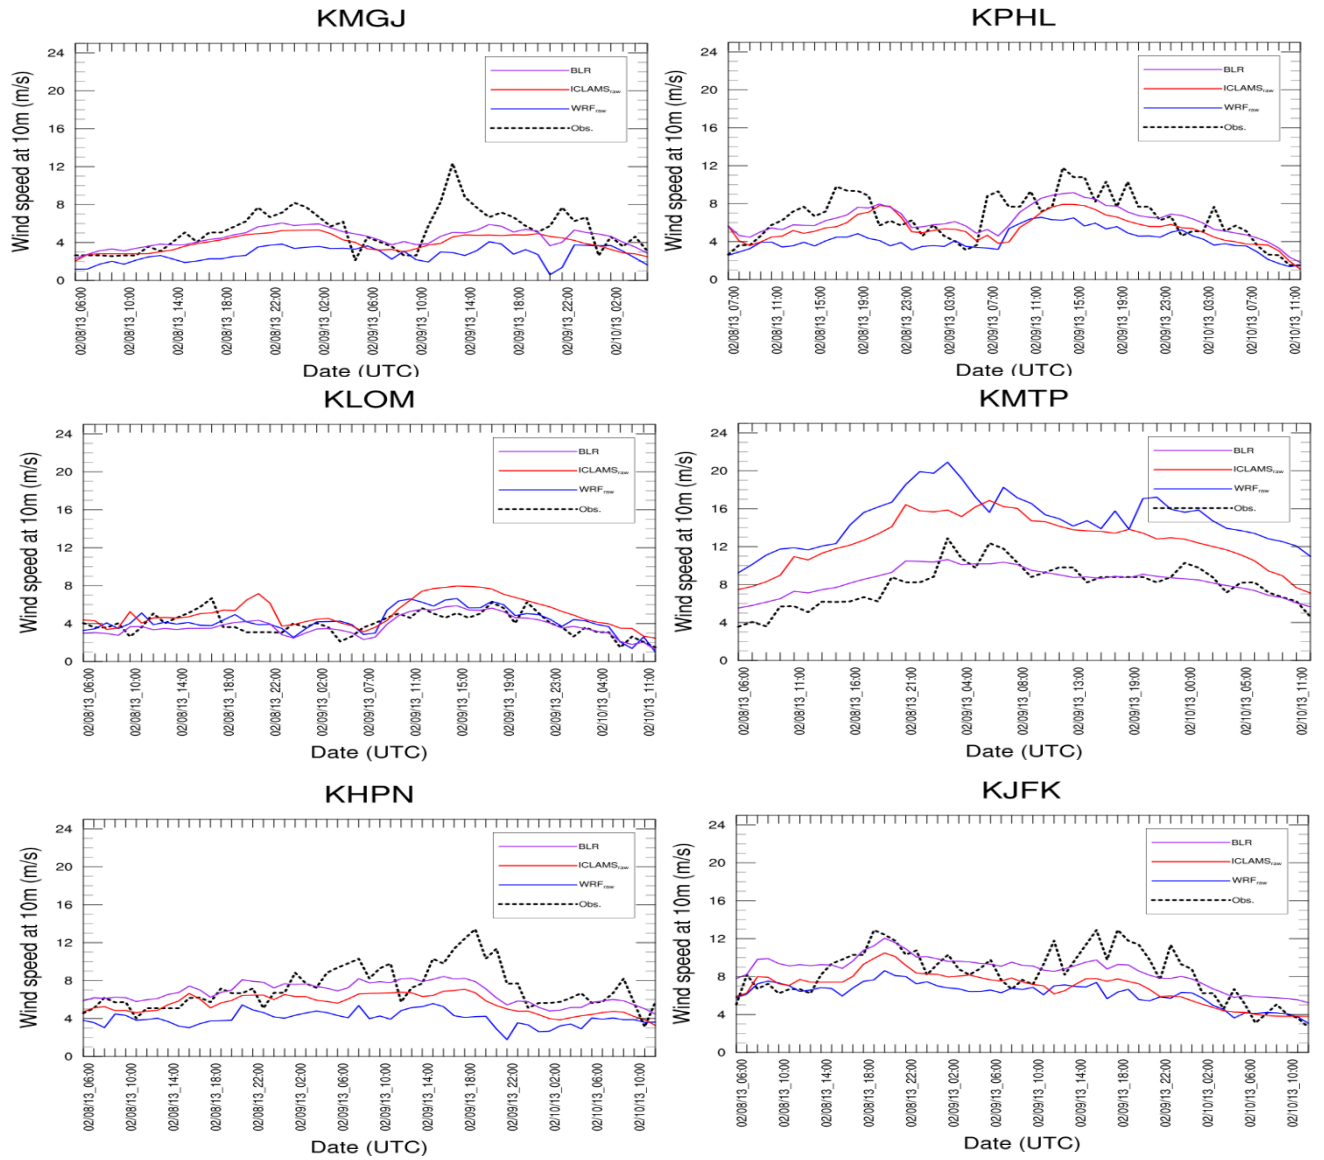 KMGJ
Wind speed at 10m (m/s)
24
20
16
12
8
4
0
BLR
ICLAMSraw
WRFraw
Obs.
02/08/13_06:00
02/08/13_10:00
02/08/13_14:00
02/08/13_18:00
02/08/13_22:00
02/09/13_02:00
02/09/13_06:00
02/09/13_10:00
02/09/13_14:00
02/09/13_18:00
02/09/13_22:00
02/10/13_02:00
Date (UTC)
KPHL
Wind speed at 10m (m/s)
24
20
16
12
8
4
0
BLR
ICLAMSraw
WRFraw
Obs.
02/08/13_07:00
02/08/13_11:00
02/08/13_15:00
02/08/13_19:00
02/08/13_23:00
02/09/13_03:00
02/09/13_07:00
02/09/13_11:00
02/09/13_15:00
02/09/13_19:00
02/09/13_23:00
02/10/13_03:00
02/10/13_07:00
02/10/13_11:00
Date (UTC)
KLOM
Wind speed at 10m (m/s)
24
20
16
12
8
4
0
BLR
ICLAMSraw
WRFraw
Obs.
02/08/13_06:00
02/08/13_10:00
02/08/13_14:00
02/08/13_18:00
02/08/13_22:00
02/09/13_02:00
02/09/13_07:00
02/09/13_11:00
02/09/13_15:00
02/09/13_19:00
02/09/13_23:00
02/10/13_04:00
02/10/13_11:00
Date (UTC)
KMTP
Wind speed at 10m (m/s)
24
20
16
12
8
4
0
BLR
ICLAMSraw
WRFraw
Obs.
02/08/13_06:00
02/08/13_11:00
02/08/13_16:00
02/08/13_21:00
02/09/13_04:00
02/09/13_08:00
02/09/13_13:00
02/09/13_19:00
02/10/13_00:00
02/10/13_05:00
02/10/13_11:00
Date (UTC)
KHPN
Wind speed at 10m (m/s)
24
20
16
12
8
4
0
BLR
ICLAMSraw
WRFraw
Obs.
02/08/13_06:00
02/08/13_10:00
02/08/13_14:00
02/08/13_18:00
02/08/13_22:00
02/09/13_02:00
02/09/13_06:00
02/09/13_10:00
02/09/13_14:00
02/09/13_18:00
02/09/13_22:00
02/10/13_02:00
02/10/13_06:00
02/10/13_10:00
Date (UTC)
KJFK
Wind speed at 10m (m/s)
24
20
16
12
8
4
0
BLR
ICLAMSraw
WRFraw
Obs.
02/08/13_06:00
02/08/13_10:00
02/08/13_14:00
02/08/13_18:00
02/08/13_22:00
02/09/13_02:00
02/09/13_06:00
02/09/13_10:00
02/09/13_14:00
02/09/13_18:00
02/09/13_22:00
02/10/13_02:00
02/10/13_06:00
02/10/13_10:00
Date (UTC)